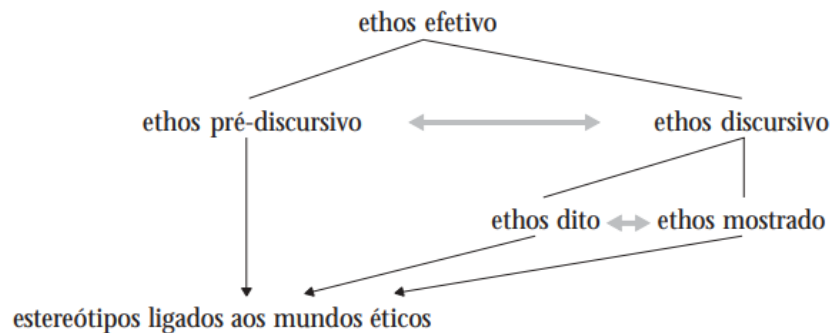 ethos efetivo
ethos pré-discursivo
ethos discursivo
ethos dito
ethos mostrado
estereótipos ligados aos mundos éticos